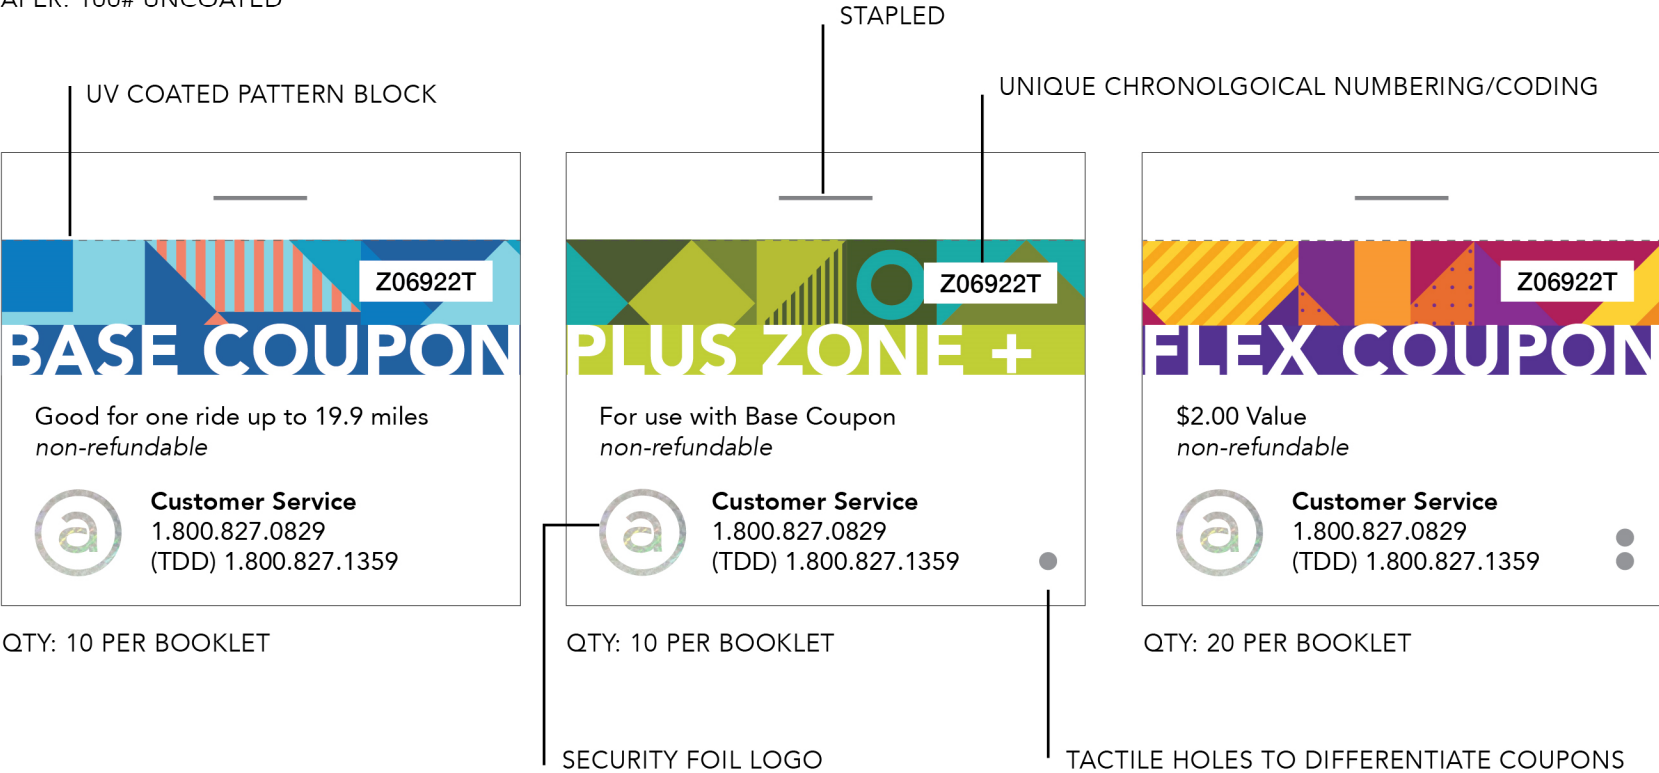 APER: 100# UNCOATED
STAPLED
UV COATED PATTERN BLOCK
UNIQUE CHRONOLGOICAL NUMBERING/CODING
Z06922T
BASE COUPON
Good for one ride up to 19.9 miles
non-refundable
a
Customer Service
1.800.827.0829
(TDD) 1.800.827.1359
QTY: 10 PER BOOKLET
Z06922T
PLUS ZONE +
For use with Base Coupon
non-refundable
a
Customer Service
1.800.827.0829
(TDD) 1.800.827.1359
QTY: 10 PER BOOKLET
Z06922T
FLEX COUPON
$2.00 Value
non-refundable
a
Customer Service
1.800.827.0829
(TDD) 1.800.827.1359
QTY: 20 PER BOOKLET
SECURITY FOIL LOGO
TACTILE HOLES TO DIFFERENTIATE COUPONS